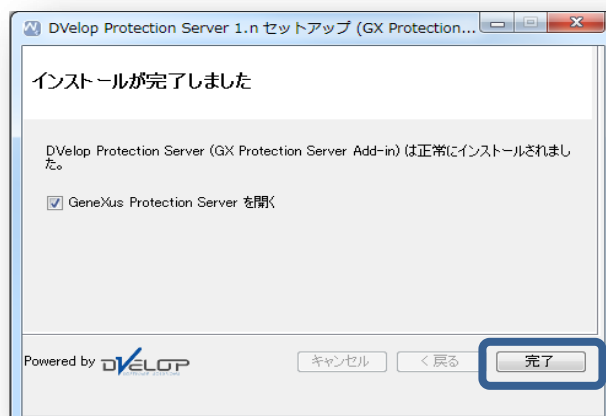 DVelop Protection Server 1.n セットアップ (GX Protection...
インストールが完了しました
DVelop Protection Server (GX Protection Server Add-in) は正常にインストールされまし
た。
GeneXus Protection Server を開く
Powered by DVELOP
キャンセル
< 戻る
完了